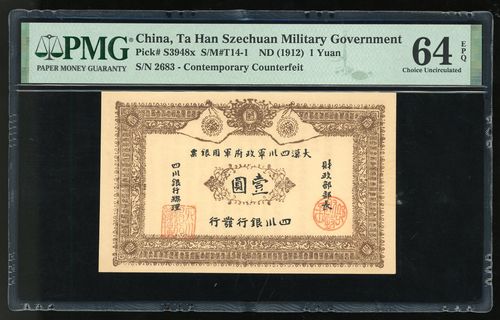 PMG
PAPER MONEY GUARANTY
China, Ta Han Szechuan Military Government
Pick# S3948x S/M#T14-1 ND (1912) 1 Yuan
S/N 2683 - Contemporary Counterfeit
64 EPQ
Choice Uncirculated
票銀用軍府政軍川四漢大
財政部部長
圓壹
四川銀行總理
行發行銀川四